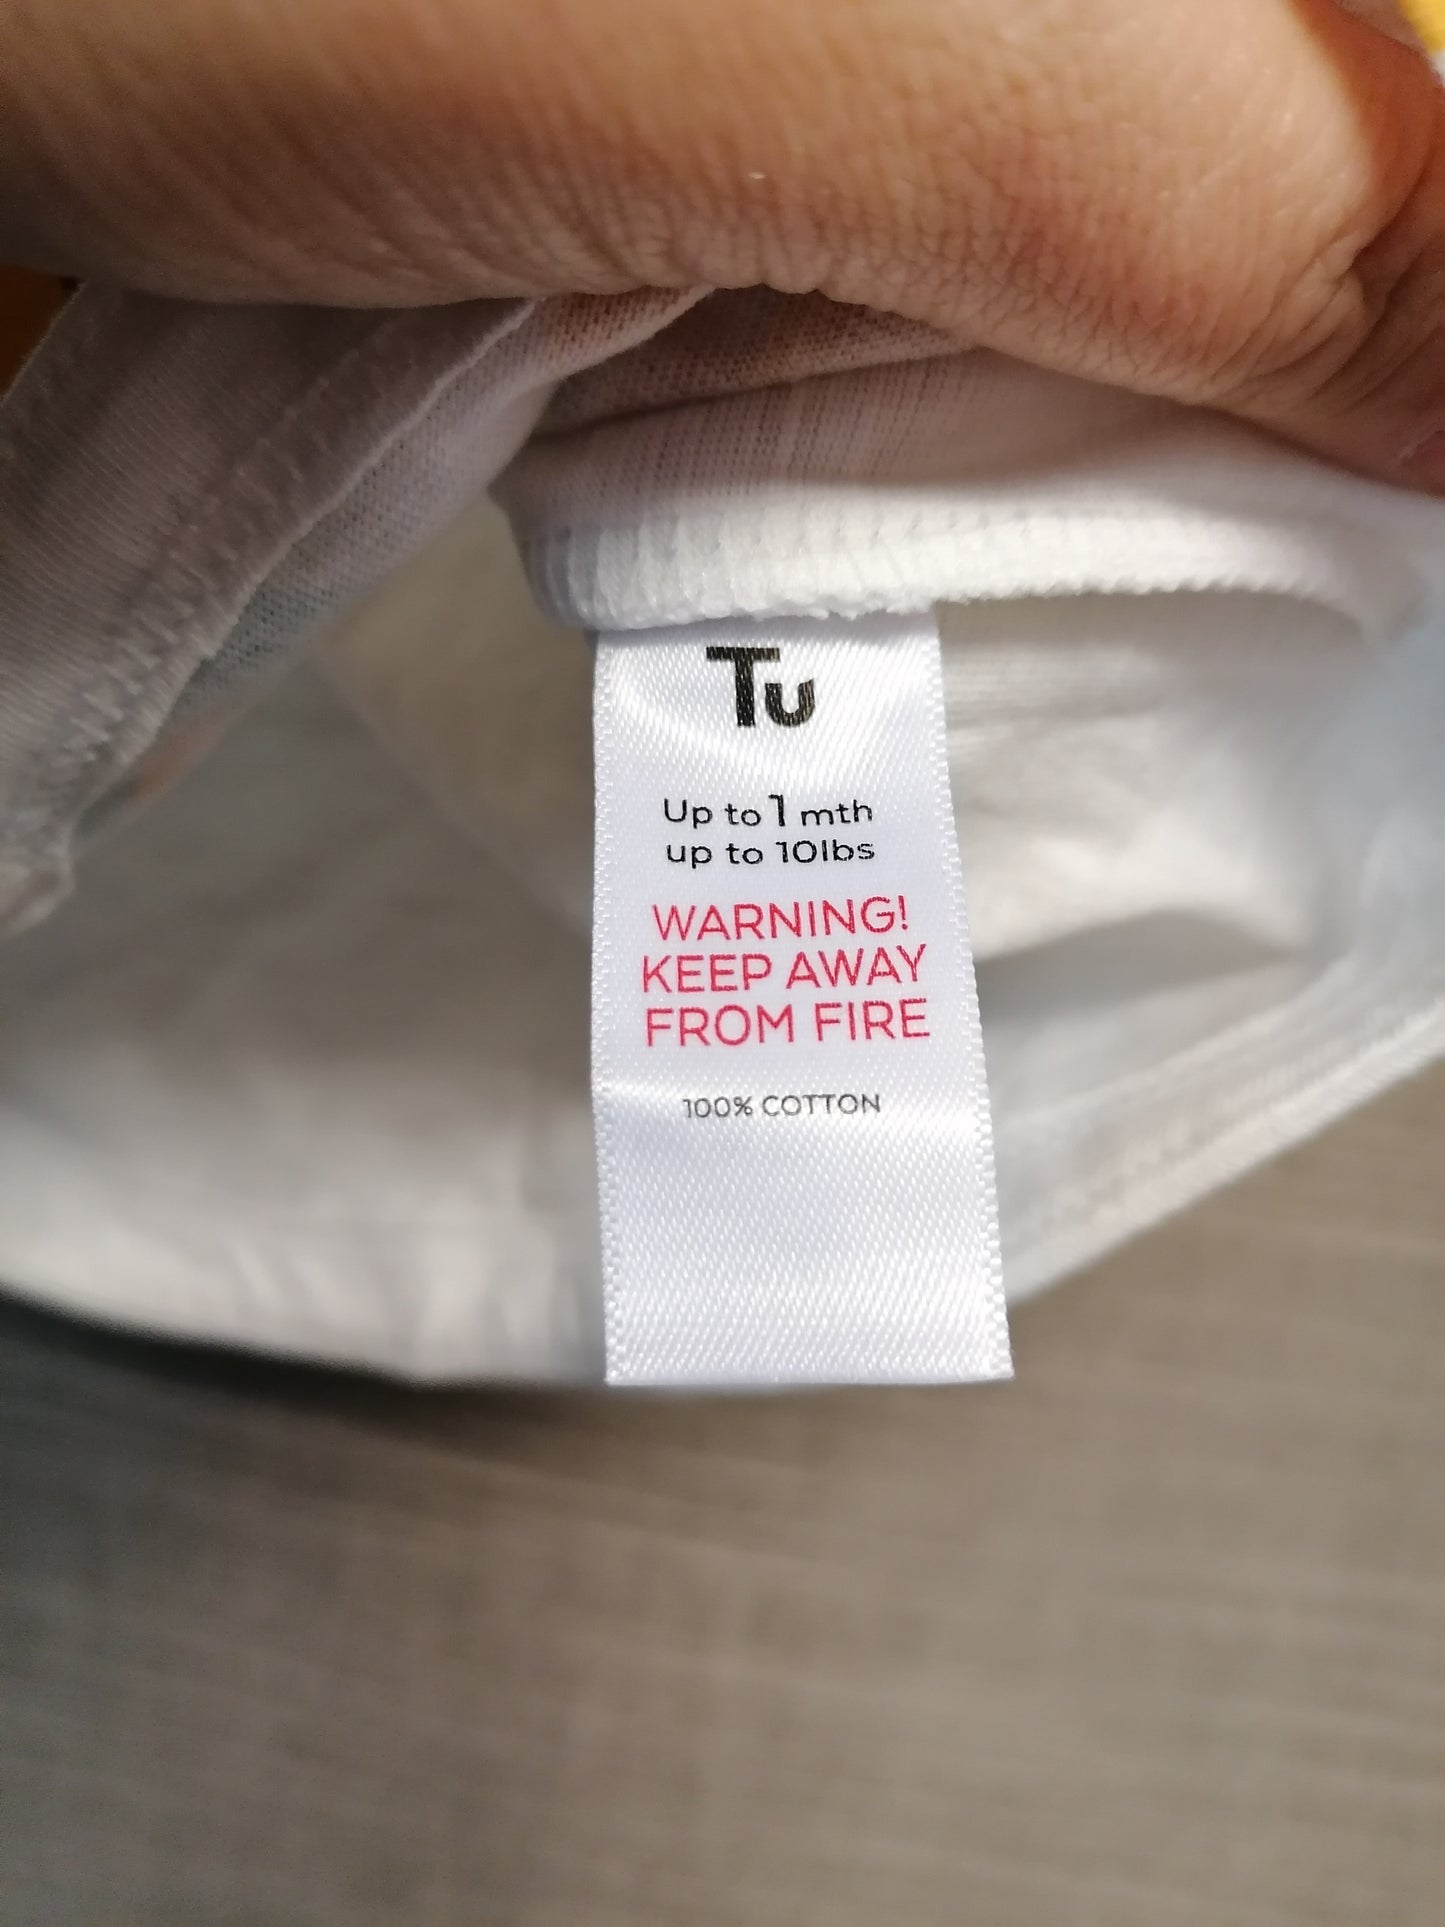 Tu
Up to 1 mth
up to 10lbs
WARNING!
KEEP AWAY
FROM FIRE
100% COTTON